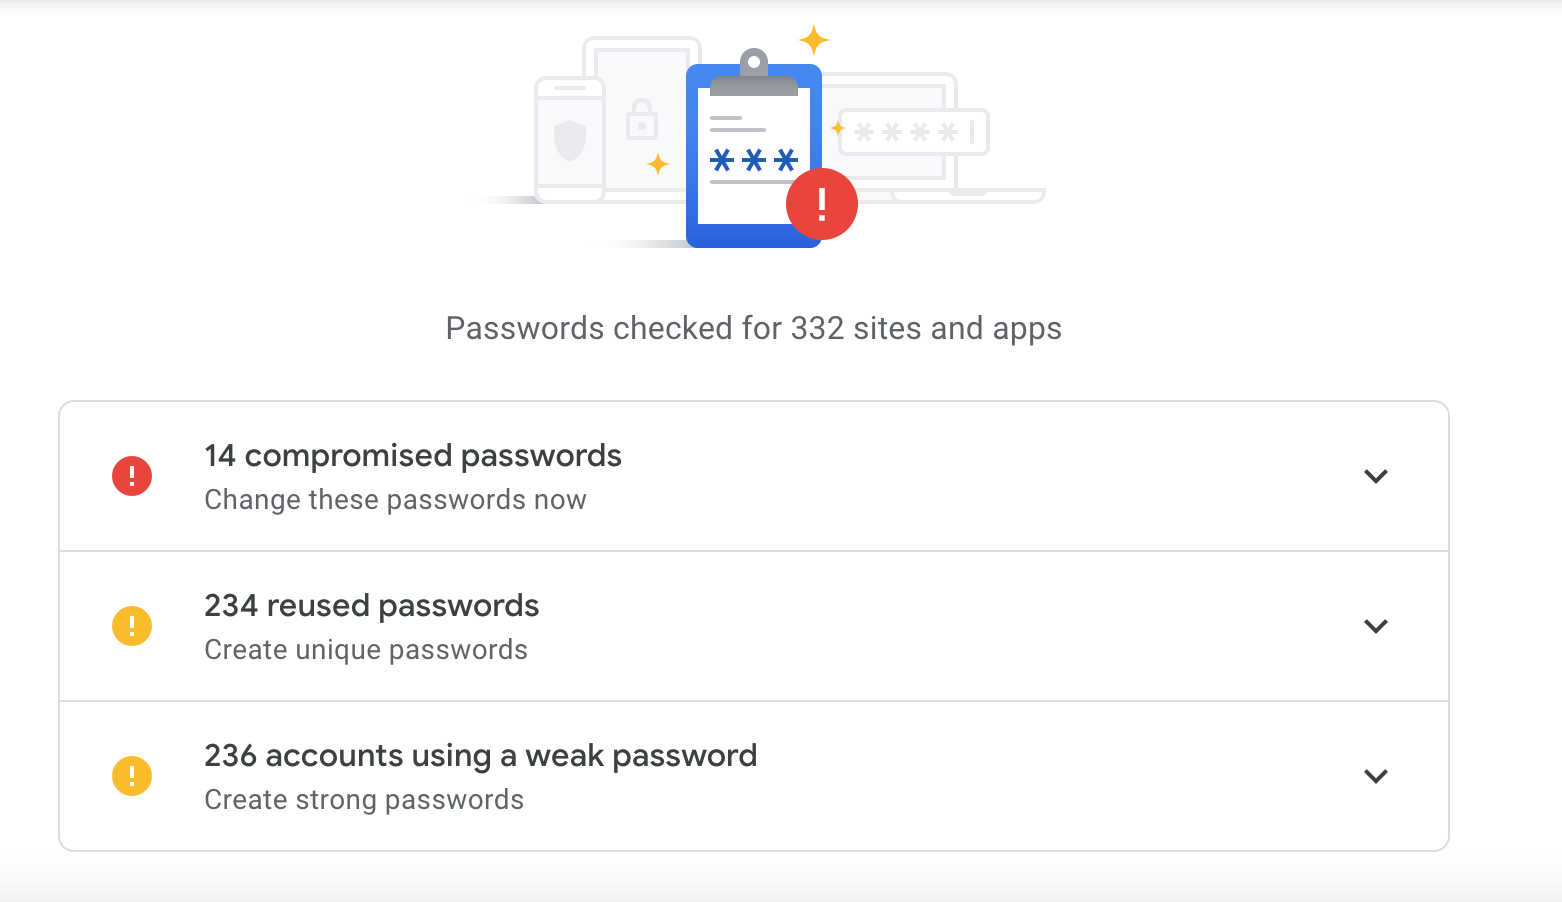 Passwords checked for 332 sites and apps
14 compromised passwords
Change these passwords now
234 reused passwords
Create unique passwords
236 accounts using a weak password
Create strong passwords